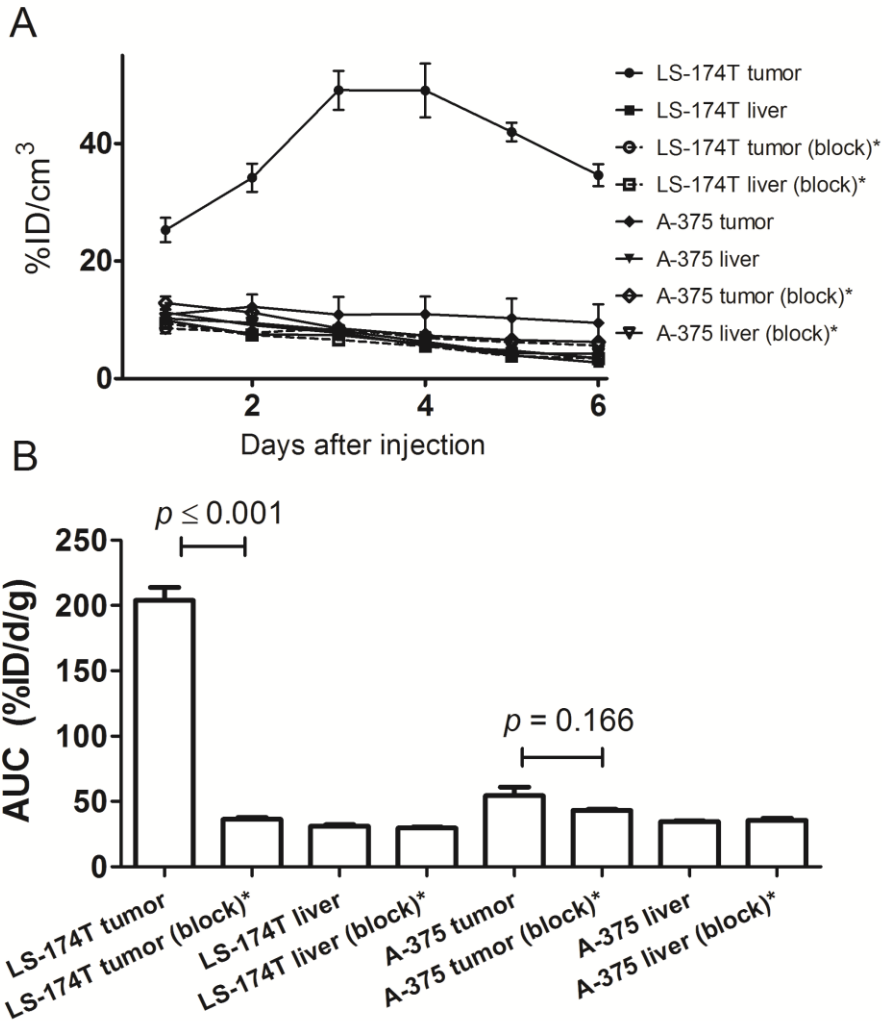 A
%ID/cm³
40
20
0
2 4 6
Days after injection
LS-174T tumor
LS-174T liver
LS-174T tumor (block)*
LS-174T liver (block)*
A-375 tumor
A-375 liver
A-375 tumor (block)*
A-375 liver (block)*
B
p ≤ 0.001
p = 0.166
AUC (%ID/d/g)
250
200
150
100
50
0
LS-174T tumor
LS-174T tumor (block)*
LS-174T liver
LS-174T liver (block)*
A-375 tumor
A-375 tumor (block)*
A-375 liver
A-375 liver (block)*